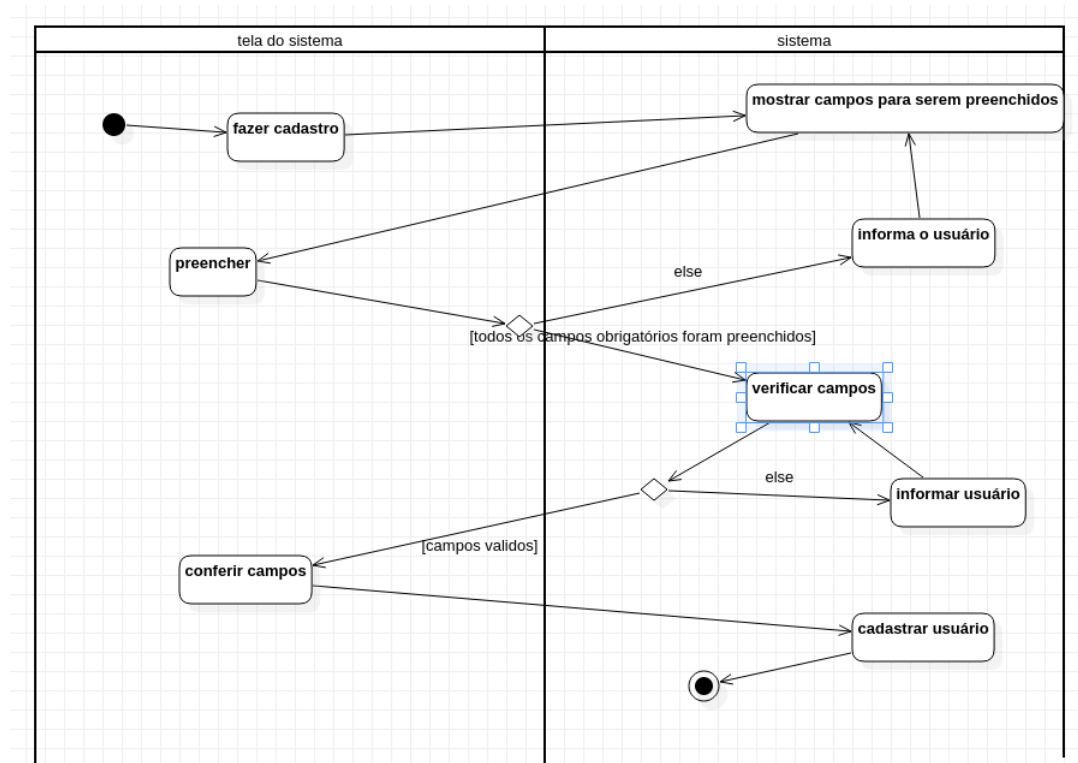 tela do sistema
sistema
mostrar campos para serem preenchidos
fazer cadastro
informa o usuário
preencher
else
[todos os campos obrigatórios foram preenchidos]
verificar campos
else
informar usuário
[campos validos]
conferir campos
cadastrar usuário